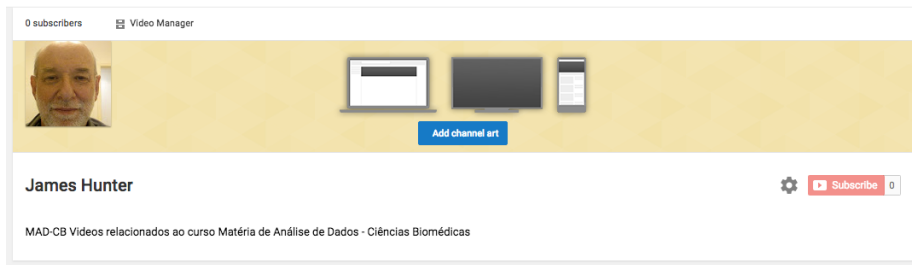 0 subscribers Video Manager
Add channel art
James Hunter
Subscribe 0
MAD-CB Videos relacionados ao curso Matéria de Análise de Dados - Ciências Biomédicas